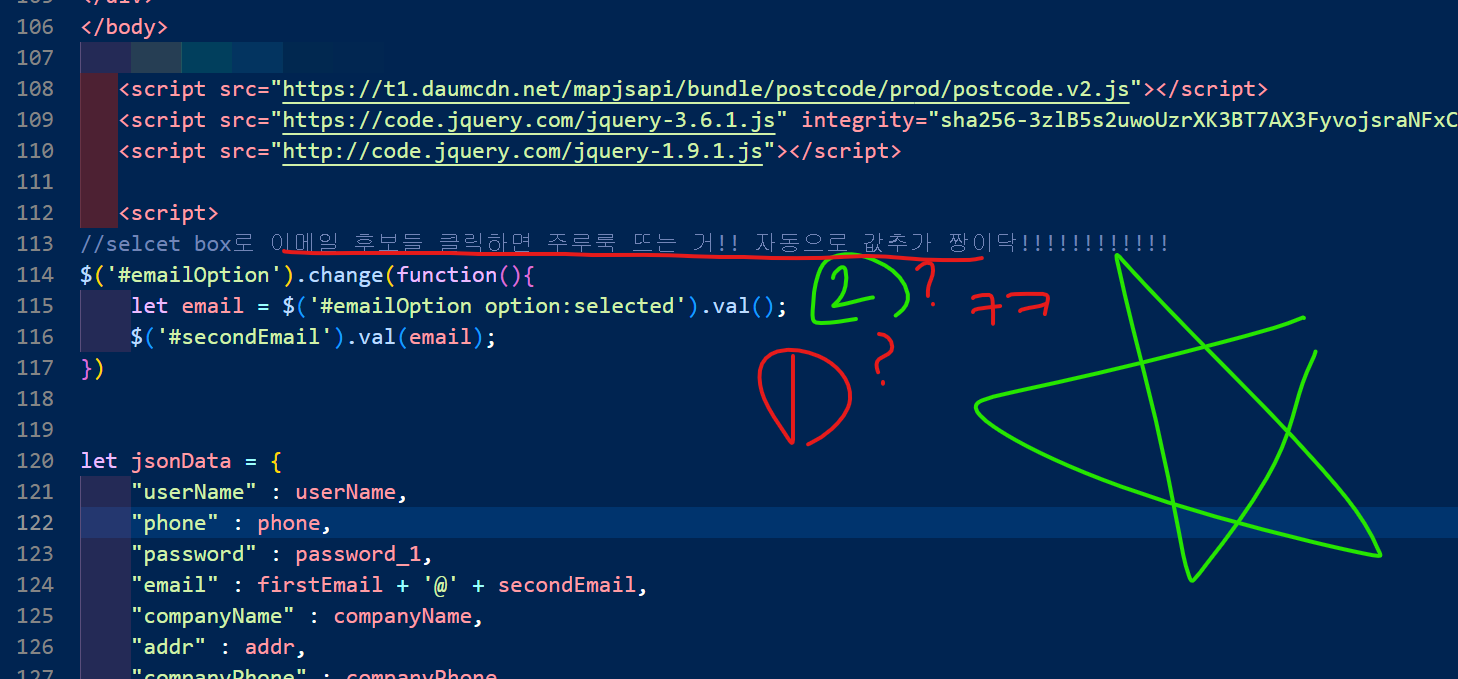 106 </body>
107
108 <script src="https://t1.daumcdn.net/mapjsapi/bundle/postcode/prod/postcode.v2.js"></script>
109 <script src="https://code.jquery.com/jquery-3.6.1.js" integrity="sha256-3zlB5s2uwoUzrXK3BT7AX3FyvojsraNFxC
110 <script src="http://code.jquery.com/jquery-1.9.1.js"></script>
111
112 <script>
113 //selcet box로 이메일 후보들 클릭하면 주루룩 뜨는 거!! 자동으로 값추가 짱이닥!!!!!!!!!!!!
114 $('#emailOption').change(function(){
2 ?
115 let email = $('#emailOption option:selected').val();
ㅋㅋ
116 $('#secondEmail').val(email);
?
117 })
1
118
119
120 let jsonData = {
121 "userName" : userName,
122 "phone" : phone,
123 "password" : password_1,
124 "email" : firstEmail + '@' + secondEmail,
125 "companyName" : companyName,
126 "addr" : addr,
127 "companyPhone" : companyPhone